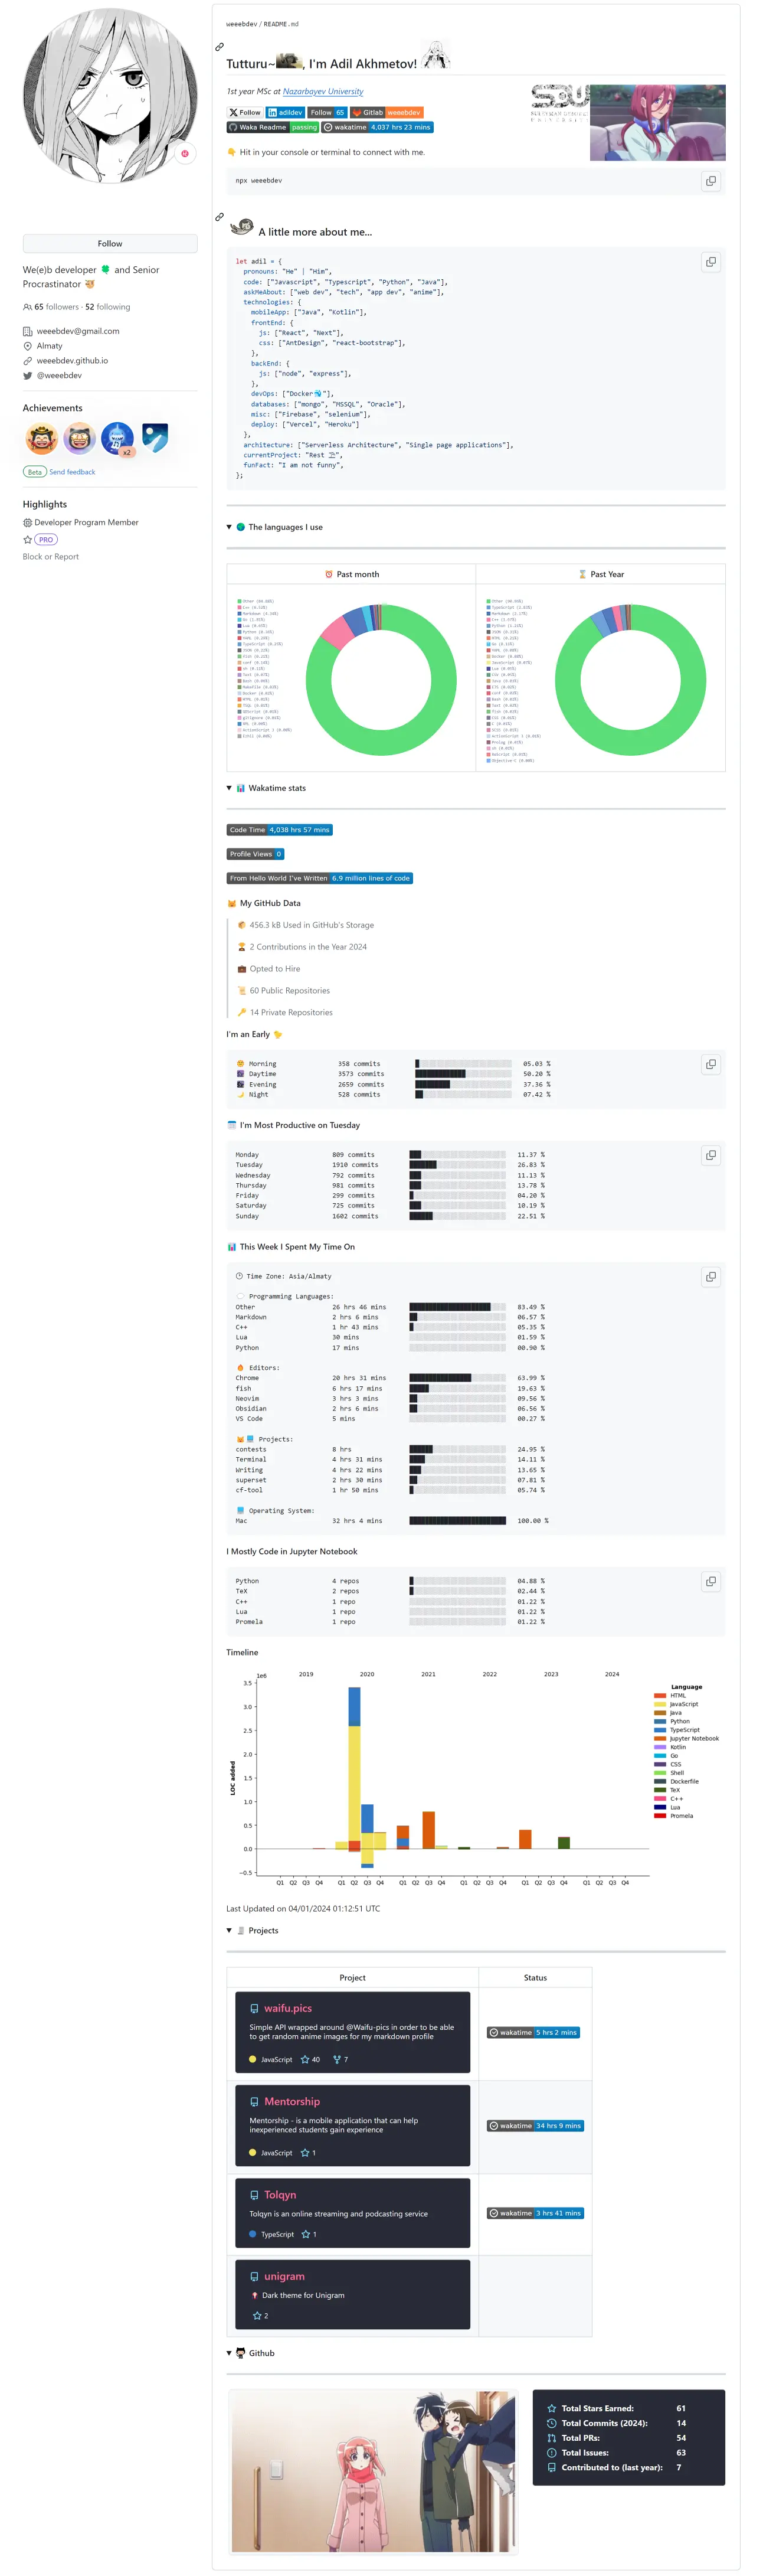 weeebdev / README.md
Tutturu~, I'm Adil Akhmetov!
1st year MSc at Nazarbayev University
Follow
adildev
Follow 65
Gitlab weeebdev
Waka Readme passing
wakatime 4,037 hrs 23 mins
👇 Hit in your console or terminal to connect with me.
npx weeebdev
A little more about me...
let adil = {
pronouns: "He" | "Him",
code: ["Javascript", "Typescript", "Python", "Java"],
askMeAbout: ["web dev", "tech", "app dev", "anime"],
technologies: {
mobileApp: ["Java", "Kotlin"],
frontEnd: {
js: ["React", "Next"],
css: ["AntDesign", "react-bootstrap"],
},
backEnd: {
js: ["node", "express"],
},
devOps: ["Docker🐳"],
databases: ["mongo", "MSSQL", "Oracle"],
misc: ["Firebase", "selenium"],
deploy: ["Vercel", "Heroku"]
},
architecture: ["Serverless Architecture", "Single page applications"],
currentProject: "Rest ⛱",
funFact: "I am not funny",
};
Follow
We(e)b developer 🍀 and Senior
Procrastinator
65 followers · 52 following
weeebdev@gmail.com
Almaty
weeebdev.github.io
@weeebdev
Achievements
x2
Beta Send feedback
Highlights
Developer Program Member
PRO
Block or Report
The languages I use
Past month
Past Year
Wakatime stats
Code Time 4,038 hrs 57 mins
Profile Views 0
From Hello World I've Written 6.9 million lines of code
My GitHub Data
456.3 kB Used in GitHub's Storage
2 Contributions in the Year 2024
Opted to Hire
60 Public Repositories
14 Private Repositories
I'm an Early 🐤
Morning 358 commits 05.03 %
Daytime 3573 commits 50.20 %
Evening 2659 commits 37.36 %
Night 528 commits 07.42 %
I'm Most Productive on Tuesday
Monday 809 commits 11.37 %
Tuesday 1910 commits 26.83 %
Wednesday 792 commits 11.13 %
Thursday 981 commits 13.78 %
Friday 299 commits 04.20 %
Saturday 725 commits 10.19 %
Sunday 1602 commits 22.51 %
This Week I Spent My Time On
Time Zone: Asia/Almaty
Programming Languages:
Other 26 hrs 46 mins 83.49 %
Markdown 2 hrs 6 mins 06.57 %
C++ 1 hr 43 mins 05.35 %
Lua 30 mins 01.59 %
Python 17 mins 00.90 %
Editors:
Chrome 20 hrs 31 mins 63.99 %
fish 6 hrs 17 mins 19.63 %
Neovim 3 hrs 3 mins 09.56 %
Obsidian 2 hrs 6 mins 06.56 %
VS Code 5 mins 00.27 %
Projects:
contests 8 hrs 24.95 %
Terminal 4 hrs 31 mins 14.11 %
Writing 4 hrs 22 mins 13.65 %
superset 2 hrs 30 mins 07.81 %
cf-tool 1 hr 50 mins 05.74 %
Operating System:
Mac 32 hrs 4 mins 100.00 %
I Mostly Code in Jupyter Notebook
Python 4 repos 04.88 %
TeX 2 repos 02.44 %
C++ 1 repo 01.22 %
Lua 1 repo 01.22 %
Promela 1 repo 01.22 %
Timeline
1e6
2019 2020 2021 2022 2023 2024
3.5
3.0
2.5
2.0
1.5
1.0
0.5
0.0
−0.5
LOC added
Q1 Q2 Q3 Q4 Q1 Q2 Q3 Q4 Q1 Q2 Q3 Q4 Q1 Q2 Q3 Q4 Q1 Q2 Q3 Q4 Q1 Q2 Q3 Q4
Language
HTML
JavaScript
Java
Python
TypeScript
Jupyter Notebook
Kotlin
Go
CSS
Shell
Dockerfile
TeX
C++
Lua
Promela
Last Updated on 04/01/2024 01:12:51 UTC
Projects
Project Status
waifu.pics
Simple API wrapped around @Waifu-pics in order to be able
to get random anime images for my markdown profile
JavaScript 40 7
wakatime 5 hrs 2 mins
Mentorship
Mentorship - is a mobile application that can help
inexperienced students gain experience
JavaScript 1
wakatime 34 hrs 9 mins
Tolqyn
Tolqyn is an online streaming and podcasting service
TypeScript 1
wakatime 3 hrs 41 mins
unigram
Dark theme for Unigram
2
Github
Total Stars Earned: 61
Total Commits (2024): 14
Total PRs: 54
Total Issues: 63
Contributed to (last year): 7